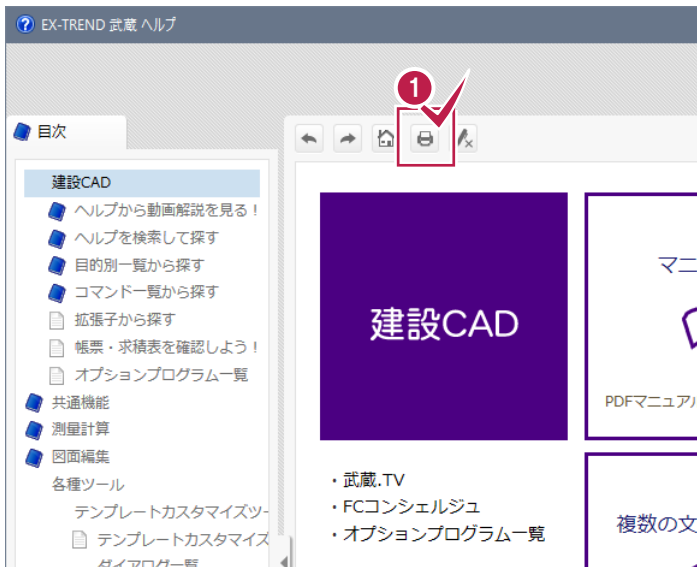 EX-TREND 武蔵 ヘルプ
1
目次
建設CAD
ヘルプから動画解説を見る!
ヘルプを検索して探す
目的別一覧から探す
コマンド一覧から探す
拡張子から探す
帳票・求積表を確認しよう!
オプションプログラム一覧
共通機能
測量計算
図面編集
各種ツール
テンプレートカスタマイズツー
テンプレートカスタマイズ
ダイアログ一覧
建設CAD
・武蔵.TV
・FCコンシェルジュ
・オプションプログラム一覧
マニ
PDFマニュアル
複数の文